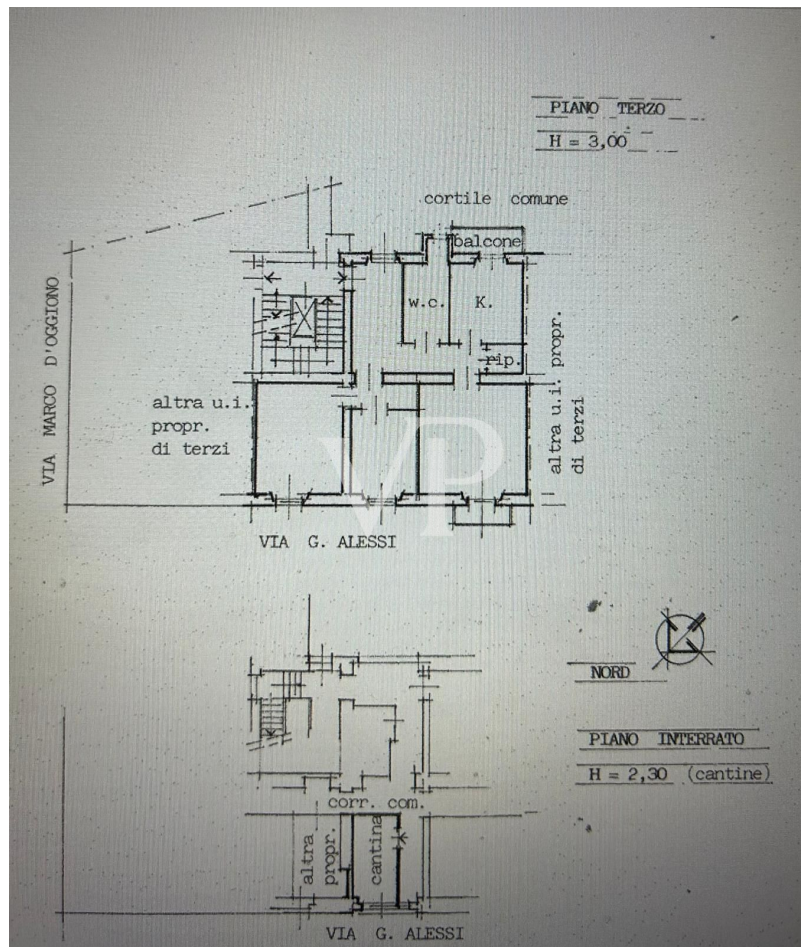 PIANO TERZO
H = 3,00
cortile comune
balcone
w.c.
K.
rip.
VIA MARCO D'OGGIONO
altra u.i.
propr.
di terzi
altra u.i. propr.
di terzi
VP
VIA G. ALESSI
NORD
PIANO INTERRATO
H = 2,30 (cantine)
corr. com.
altra
propr.
cantina
VIA G. ALESSI